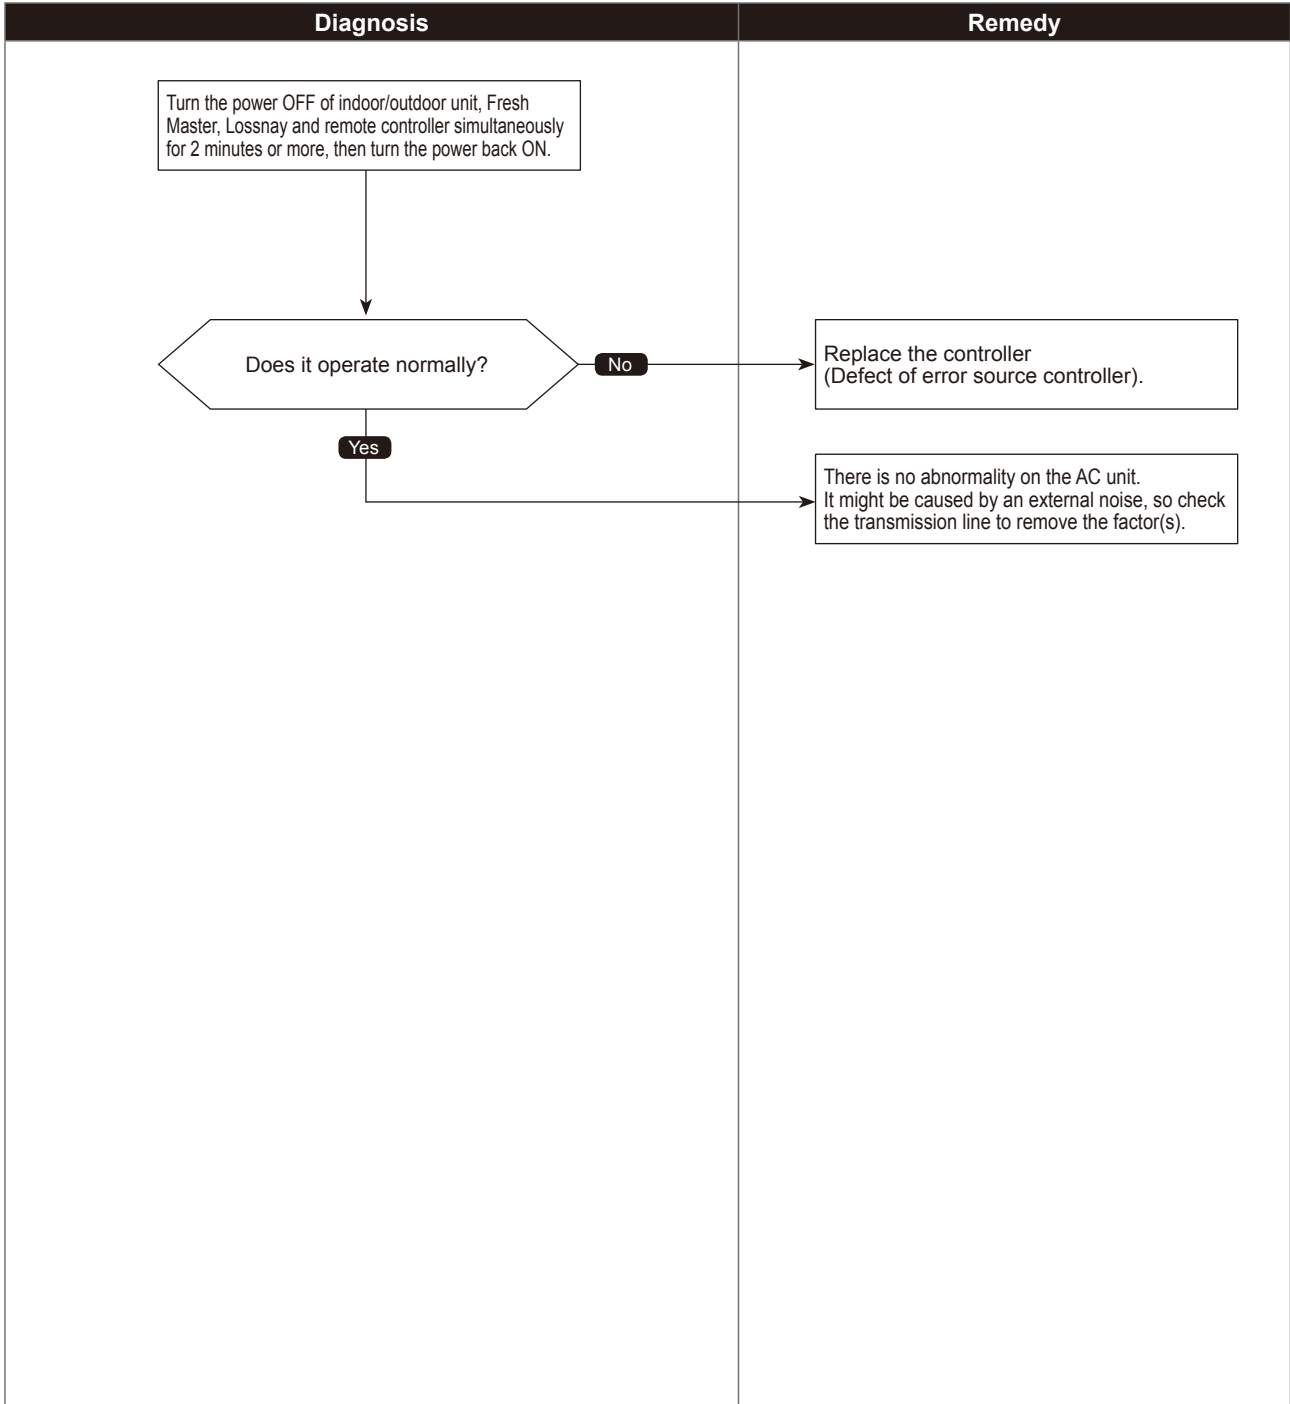 Diagnosis
Remedy
Turn the power OFF of indoor/outdoor unit, Fresh
Master, Lossnay and remote controller simultaneously
for 2 minutes or more, then turn the power back ON.
Does it operate normally?
No
Replace the controller
(Defect of error source controller).
Yes
There is no abnormality on the AC unit.
It might be caused by an external noise, so check
the transmission line to remove the factor(s).